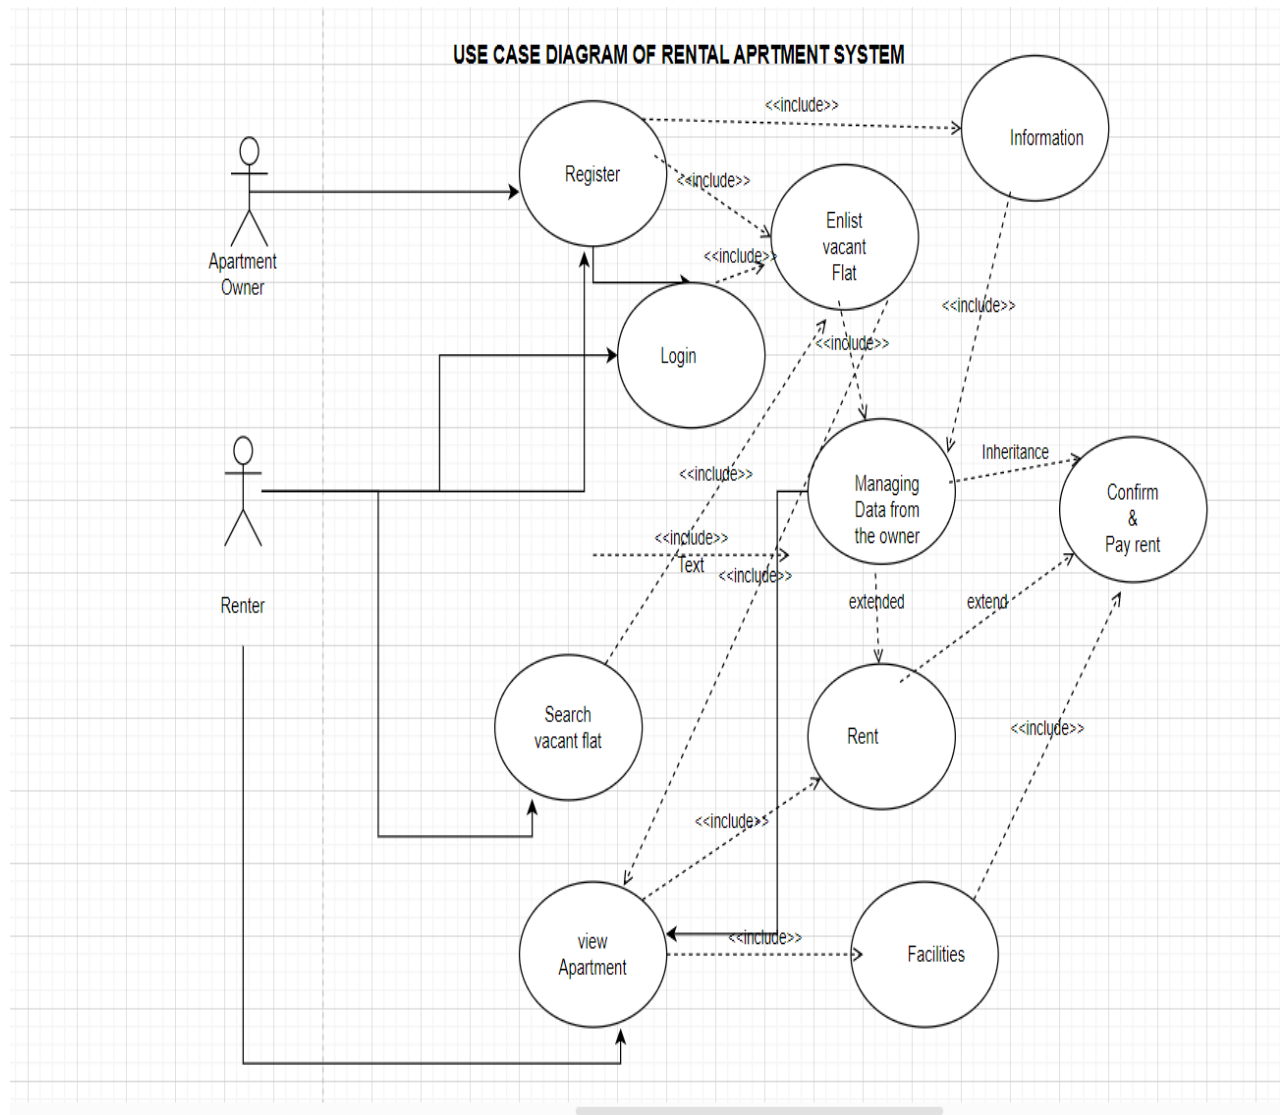 USE CASE DIAGRAM OF RENTAL APRTMENT SYSTEM
<<include>>
Information
Register
<<include>>
Enlist
vacant
Flat
<<include>>
Apartment
Owner
<<include>>
<<include>>
Login
Inheritance
<<include>>
Managing
Data from
the owner
Confirm
&
Pay rent
<<include>>
Text
<<include>>
extended
extend
Renter
Search
vacant flat
<<include>>
Rent
<<include>>
<<include>>
view
Apartment
Facilities